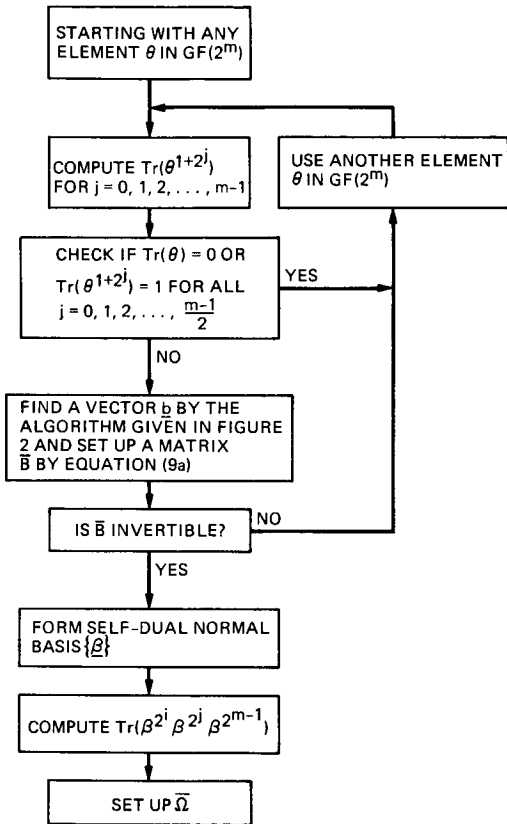 STARTING WITH ANY
ELEMENT θ IN GF(2^m)
COMPUTE Tr(θ^{1+2^j})
FOR j = 0, 1, 2, . . . , m−1
USE ANOTHER ELEMENT
θ IN GF(2^m)
CHECK IF Tr(θ) = 0 OR
Tr(θ^{1+2^j}) = 1 FOR ALL
j = 0, 1, 2, . . . , \frac{m-1}{2}
YES
NO
FIND A VECTOR b̲ BY THE
ALGORITHM GIVEN IN FIGURE
2 AND SET UP A MATRIX
B̅ BY EQUATION (9a)
IS B̅ INVERTIBLE?
NO
YES
FORM SELF-DUAL NORMAL
BASIS {β̲}
COMPUTE Tr(β^{2^i} β^{2^j} β^{2^{m−1}})
SET UP Ω̅